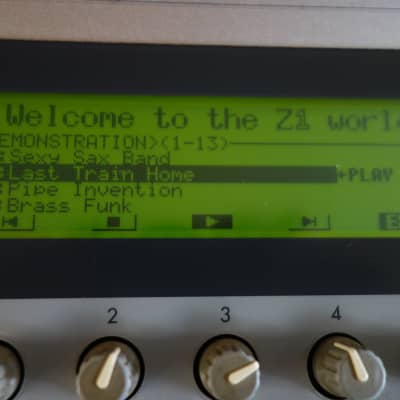 Welcome to the Z1 worl
EMONSTRATION>(1-13)
:Sexy Sax Band
:Last Train Home +PLAY
:Pipe Invention
:Brass Funk
2 3 4